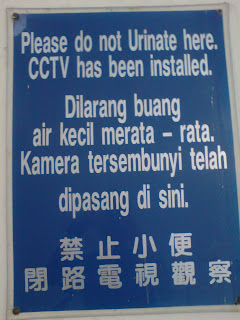 Please do not Urinate here.
CCTV has been installed.
Dilarang buang
air kecil merata - rata.
Kamera tersembunyi telah
dipasang di sini.
禁止小便
閉路電視觀察